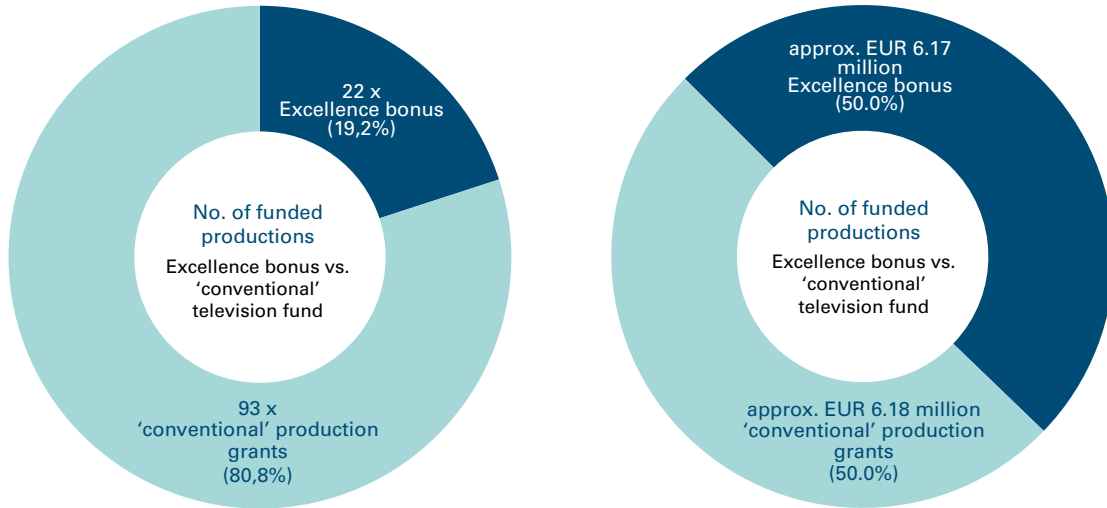 22 x
Excellence bonus
(19,2%)
No. of funded
productions
Excellence bonus vs.
‘conventional’
television fund
93 x
‘conventional’ production
grants
(80,8%)
approx. EUR 6.17
million
Excellence bonus
(50.0%)
No. of funded
productions
Excellence bonus vs.
‘conventional’
television fund
approx. EUR 6.18 million
‘conventional’ production
grants
(50.0%)